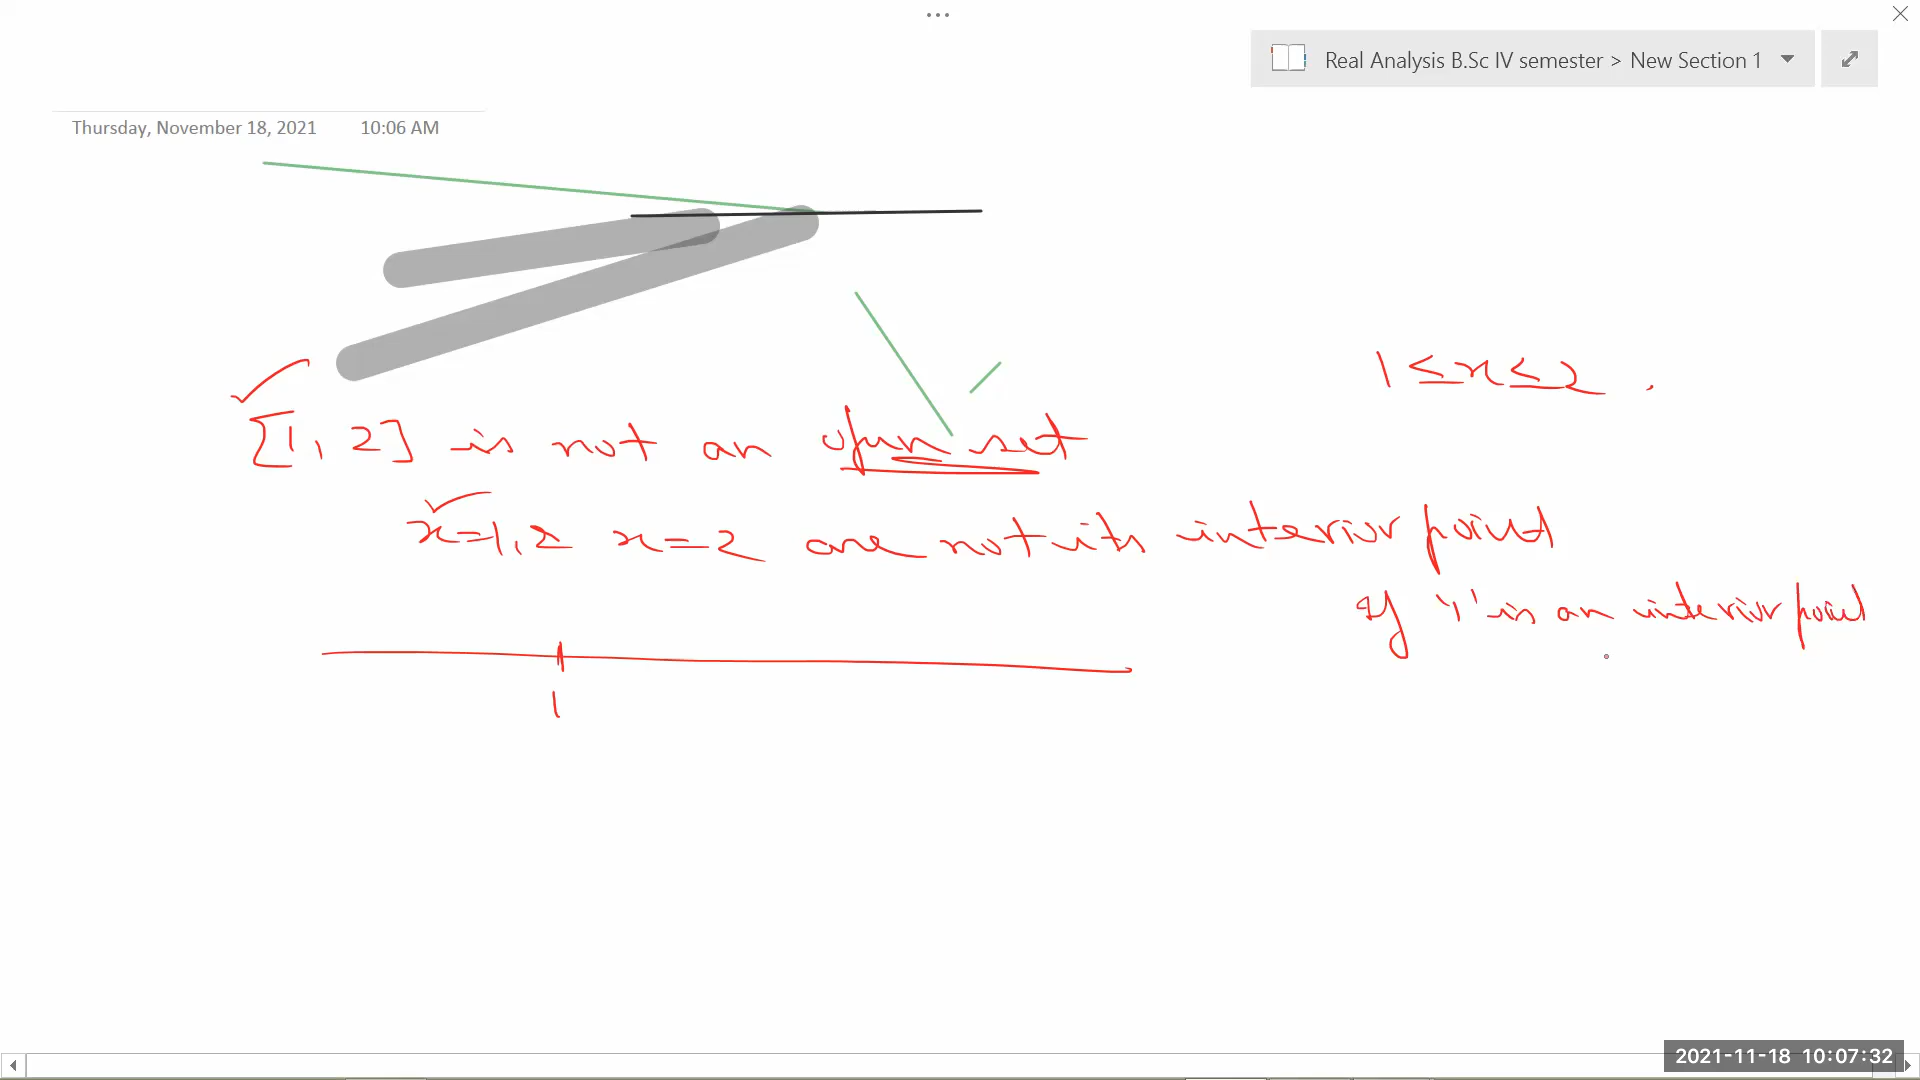 Real Analysis B.Sc IV semester > New Section 1
Thursday, November 18, 2021 10:06 AM
1 ≤ x ≤ 2 .
[1, 2] is not an open set
x=1,2 x=2 are not its interior point
If '1' is an interior point
1
2021-11-18 10:07:32